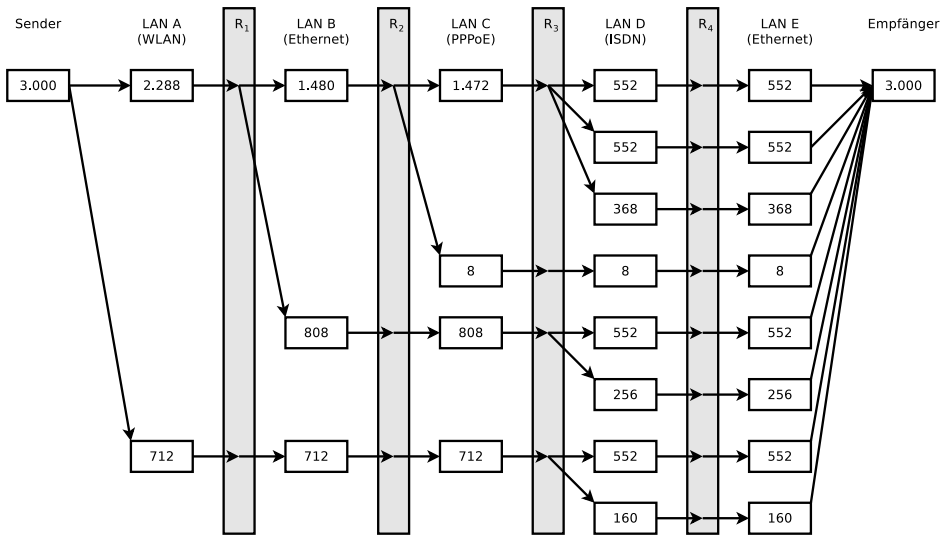 Sender LAN A R1 LAN B R2 LAN C R3 LAN D R4 LAN E Empfänger
(WLAN) (Ethernet) (PPPoE) (ISDN) (Ethernet)
3.000 2.288 1.480 1.472 552 552 3.000
552 552
368 368
8 8 8
808 808 552 552
256 256
712 712 712 552 552
160 160